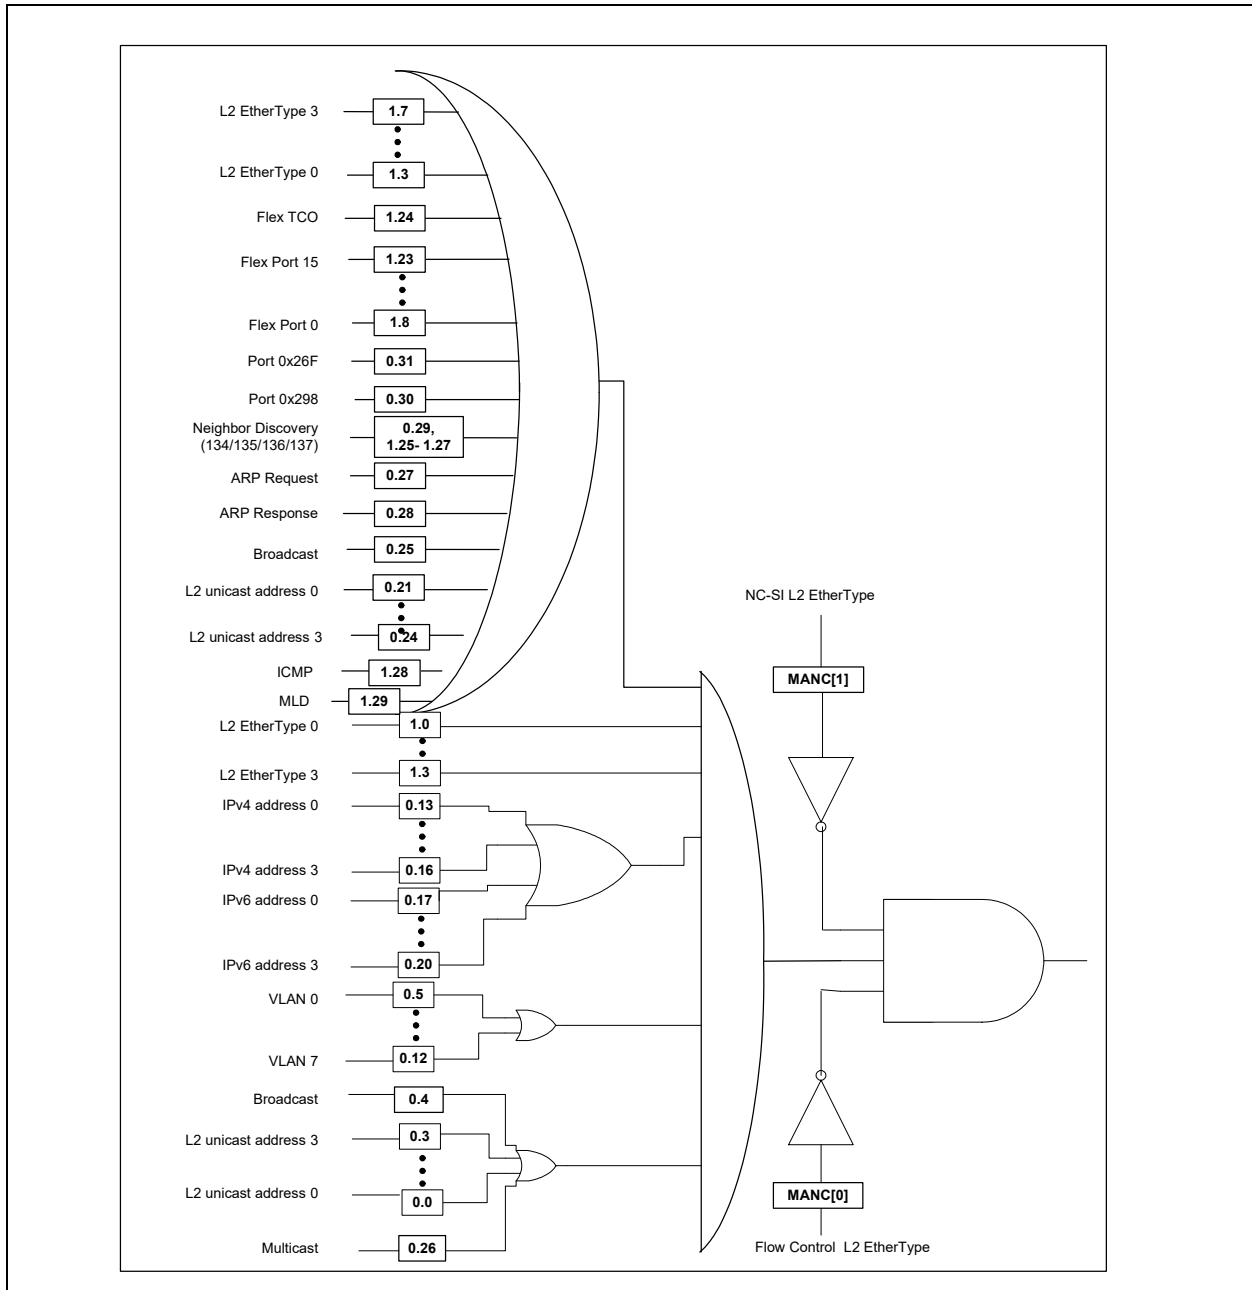 L2 EtherType 3 1.7
L2 EtherType 0 1.3
Flex TCO 1.24
Flex Port 15 1.23
Flex Port 0 1.8
Port 0x26F 0.31
Port 0x298 0.30
Neighbor Discovery 0.29,
(134/135/136/137) 1.25- 1.27
ARP Request 0.27
ARP Response 0.28
Broadcast 0.25
L2 unicast address 0 0.21
L2 unicast address 3 0.24
ICMP 1.28
MLD 1.29
L2 EtherType 0 1.0
L2 EtherType 3 1.3
IPv4 address 0 0.13
IPv4 address 3 0.16
IPv6 address 0 0.17
IPv6 address 3 0.20
VLAN 0 0.5
VLAN 7 0.12
Broadcast 0.4
L2 unicast address 3 0.3
L2 unicast address 0 0.0
Multicast 0.26
NC-SI L2 EtherType
MANC[1]
MANC[0]
Flow Control L2 EtherType